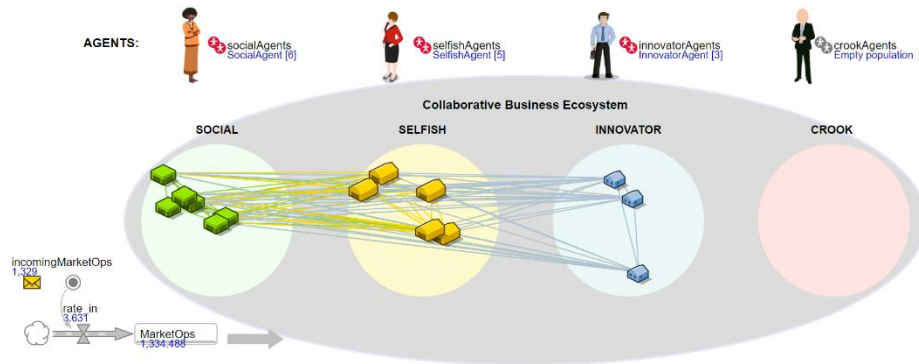 AGENTS:
socialAgents
SocialAgent [6]
selfishAgents
SelfishAgent [5]
innovatorAgents
InnovatorAgent [3]
crookAgents
Empty population
Collaborative Business Ecosystem
SOCIAL
SELFISH
INNOVATOR
CROOK
incomingMarketOps
1,329
rate_in
3.631
MarketOps
1,334.488